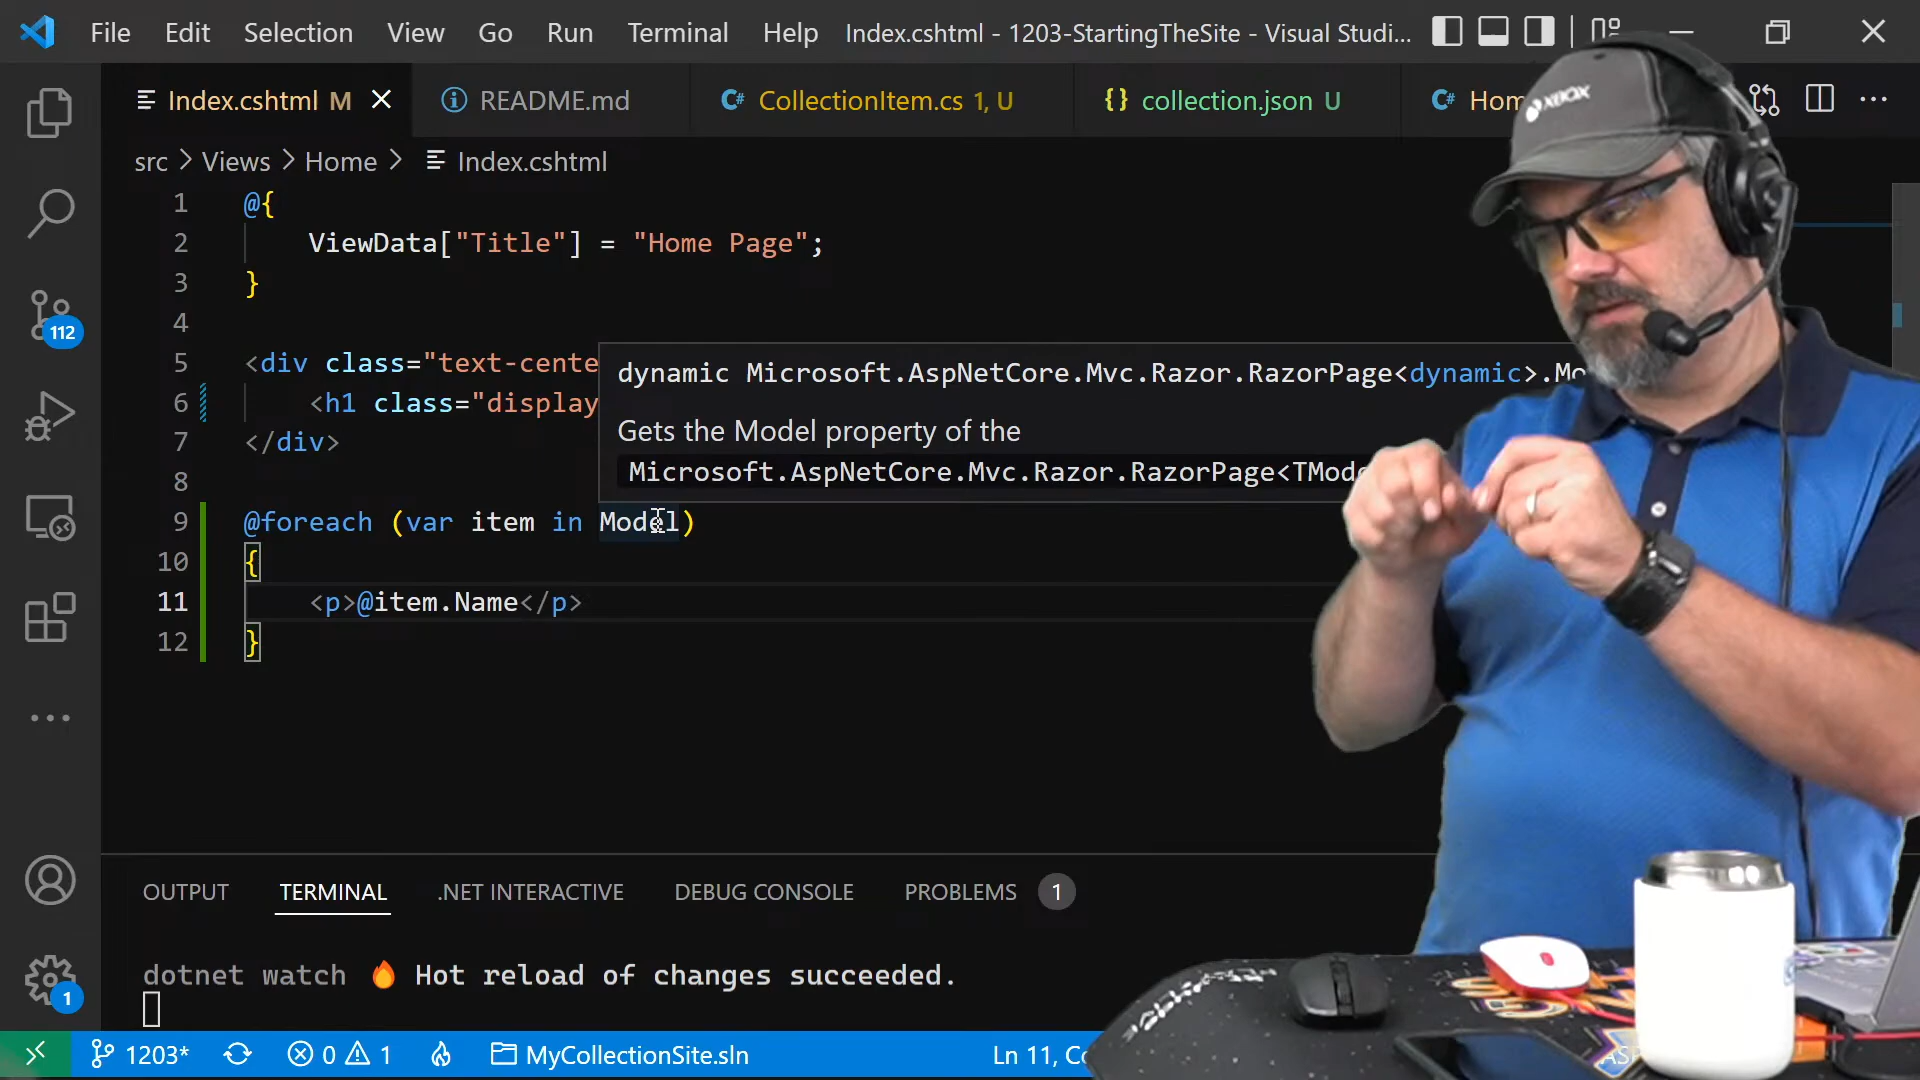 File Edit Selection View Go Run Terminal Help Index.cshtml - 1203-StartingTheSite - Visual Studi...
Index.cshtml M README.md C# CollectionItem.cs 1, U {} collection.json U C# Hom
src > Views > Home > Index.cshtml
1 @{
2 ViewData["Title"] = "Home Page";
3 }
4
5 <div class="text-cente
dynamic Microsoft.AspNetCore.Mvc.Razor.RazorPage<dynamic>.Mo
6 <h1 class="display
Gets the Model property of the
7 </div>
Microsoft.AspNetCore.Mvc.Razor.RazorPage<TMode
8
9 @foreach (var item in Model)
10 {
11 <p>@item.Name</p>
12 }
112
XBOX
OUTPUT TERMINAL .NET INTERACTIVE DEBUG CONSOLE PROBLEMS 1
dotnet watch 🔥 Hot reload of changes succeeded.
1
1203* 0 1 MyCollectionSite.sln Ln 11, Co